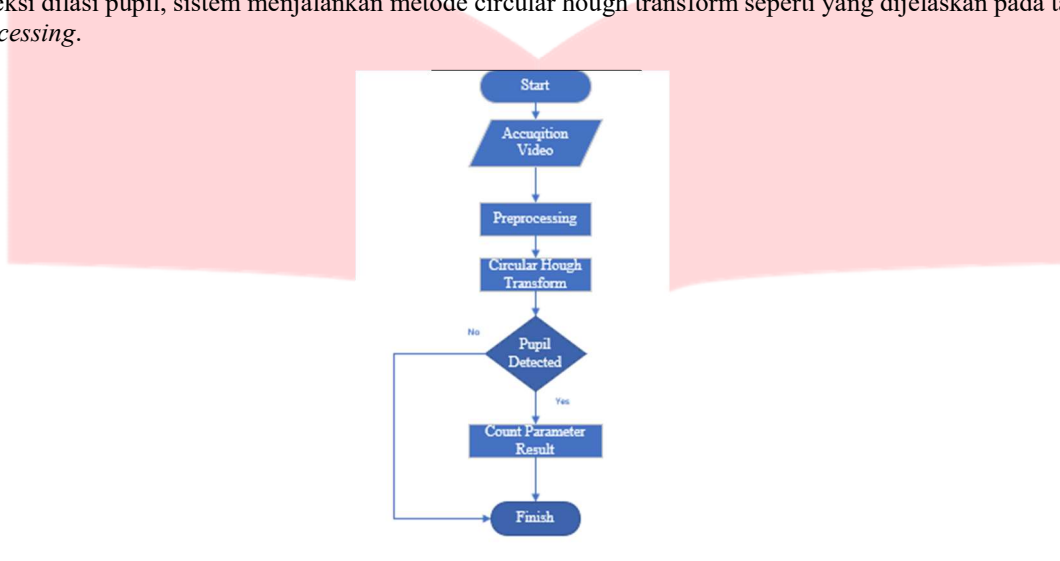 eksi dilasi pupil, sistem menjalankan metode circular hough transform seperti yang dijelaskan pada ta
cessing.
Start
Accuqition
Video
Preprocessing
Circular Hough
Transform
No
Pupil
Detected
Yes
Count Parameter
Result
Finish